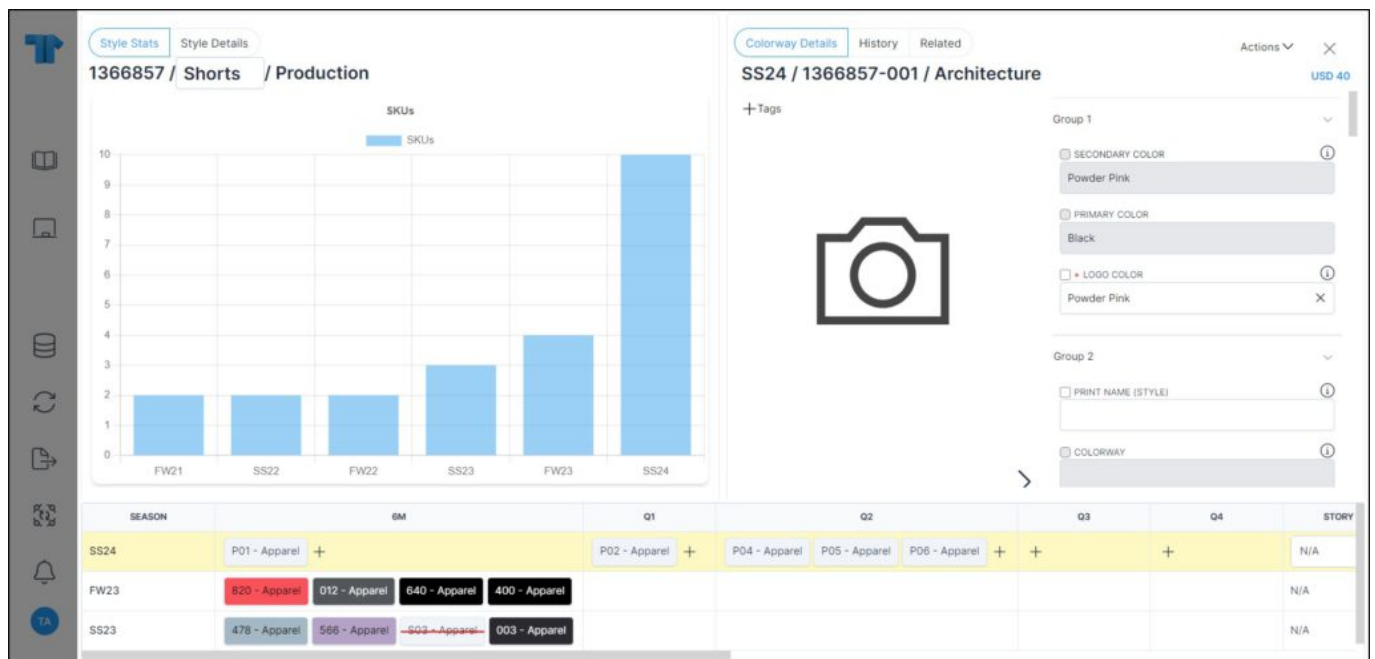 Style Stats Style Details
1366857 / Shorts / Production
SKUs
SKUs
10
9
8
7
6
5
4
3
2
1
0
FW21 SS22 FW22 SS23 FW23 SS24
Colorway Details History Related
Actions
SS24 / 1366857-001 / Architecture
USD 40
+Tags
Group 1
SECONDARY COLOR
Powder Pink
PRIMARY COLOR
Black
* LOGO COLOR
Powder Pink
Group 2
PRINT NAME (STYLE)
COLORWAY
SEASON 6M Q1 Q2 Q3 Q4 STORY
SS24 P01 - Apparel + P02 - Apparel + P04 - Apparel P05 - Apparel P06 - Apparel + + + N/A
FW23 820 - Apparel 012 - Apparel 640 - Apparel 400 - Apparel N/A
SS23 478 - Apparel 566 - Apparel S03 - Apparel 003 - Apparel N/A
TA